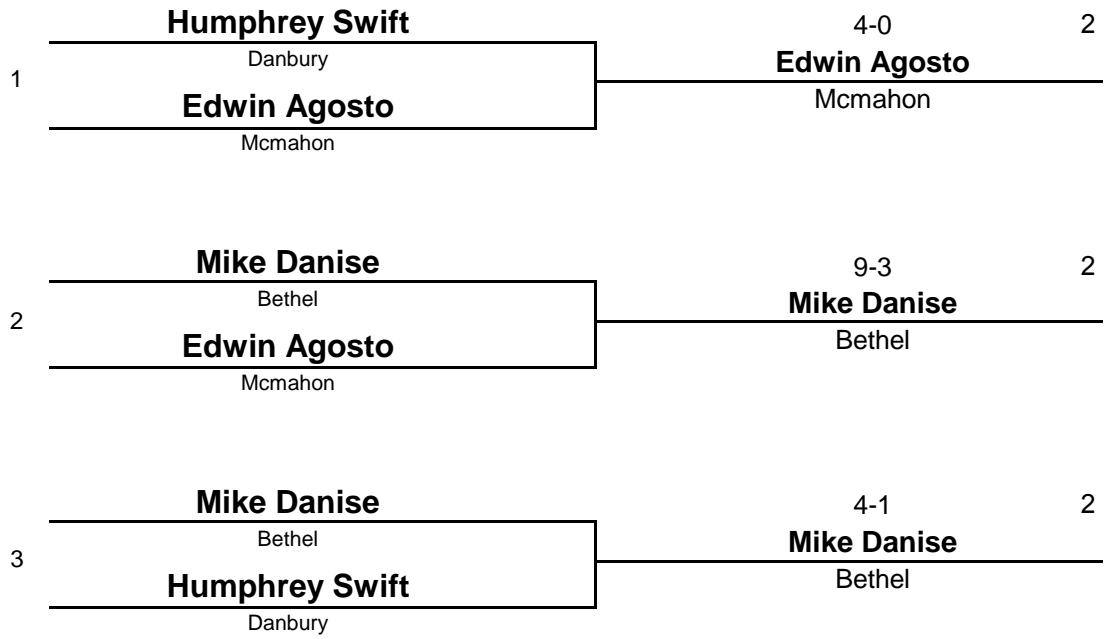 Humphrey Swift
Danbury
1
Edwin Agosto
Mcmahon
4-0 2
Edwin Agosto
Mcmahon
Mike Danise
Bethel
2
Edwin Agosto
Mcmahon
9-3 2
Mike Danise
Bethel
Mike Danise
Bethel
3
Humphrey Swift
Danbury
4-1 2
Mike Danise
Bethel